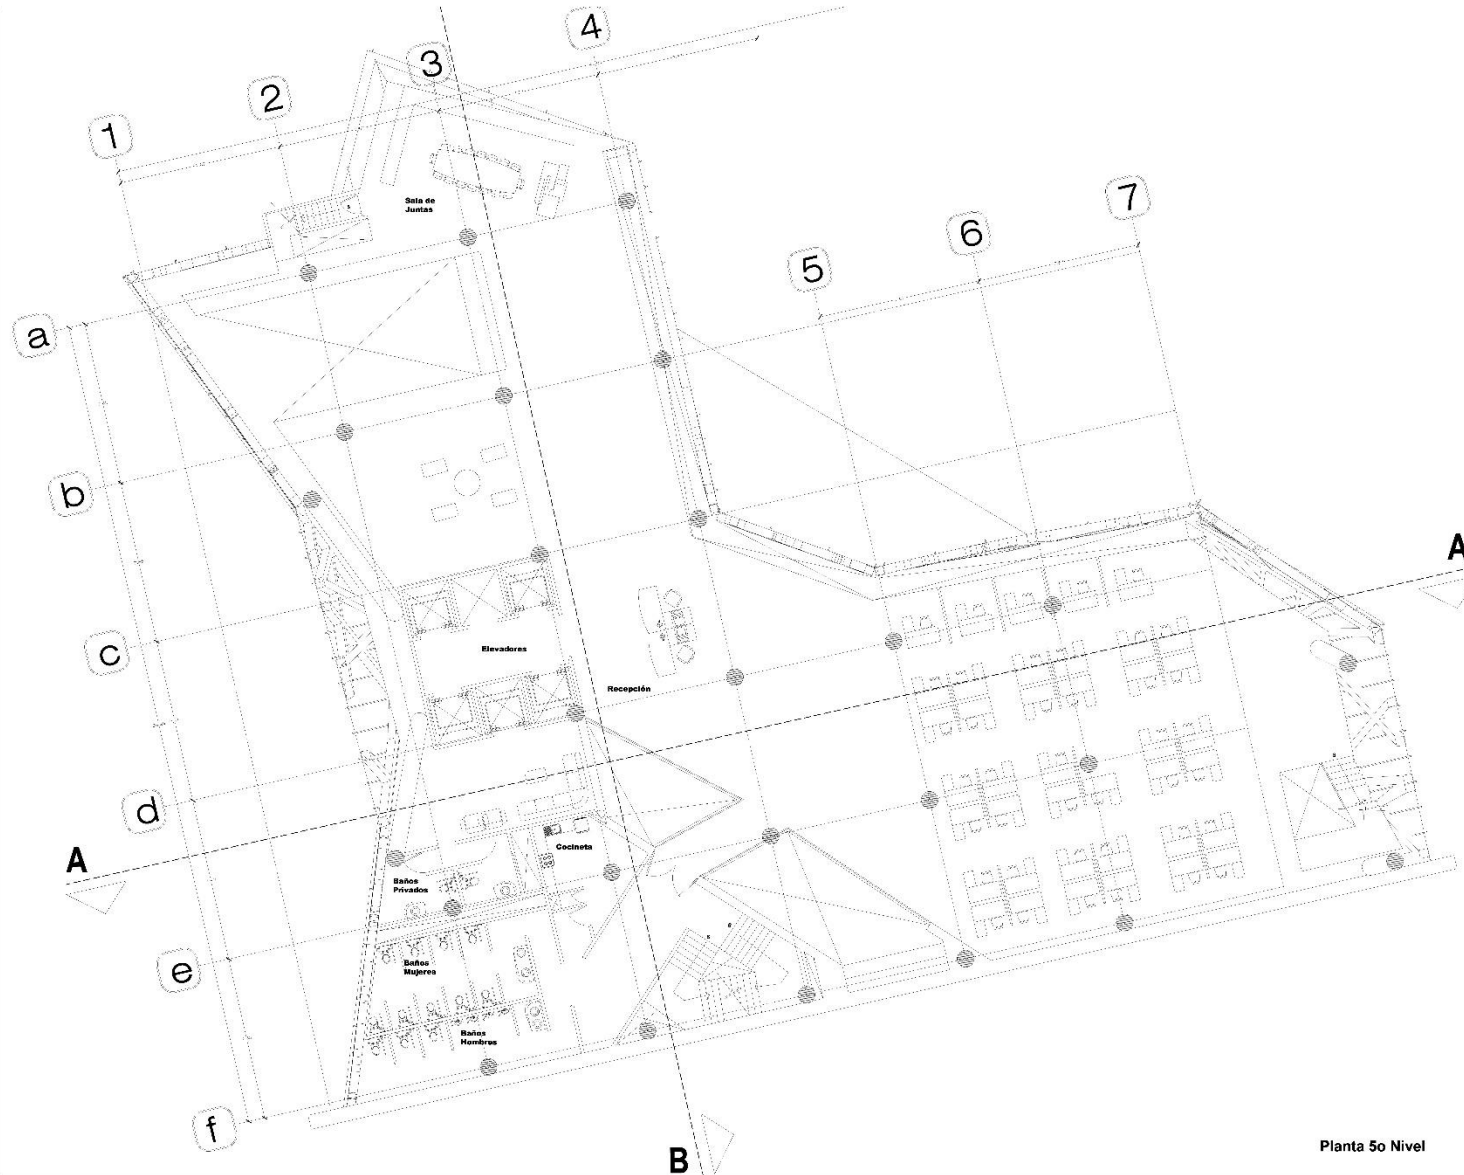 4
3
2
1
7
6
5
Sala de
Juntas
a
b
c
d
e
f
A
A
Elevadores
Recepción
Cocineta
Baños
Privados
Baños
Mujeres
Baños
Hombres
B
Planta 5o Nivel